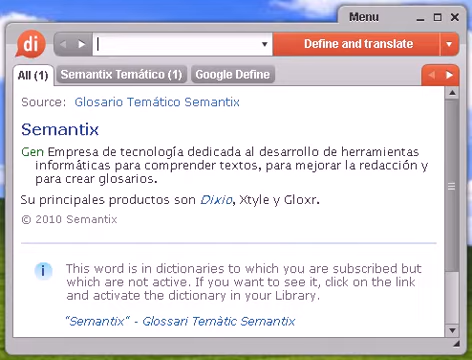 Menu
di
Define and translate
All (1)
Semantix Temático (1)
Google Define
Source: Glosario Temático Semantix
Semantix
Gen Empresa de tecnología dedicada al desarrollo de herramientas
informáticas para comprender textos, para mejorar la redacción y
para crear glosarios.
Su principales productos son Dixio, Xtyle y Gloxr.
© 2010 Semantix
i
This word is in dictionaries to which you are subscribed but
which are not active. If you want to see it, click on the link
and activate the dictionary in your Library.
"Semantix" - Glossari Temàtic Semantix